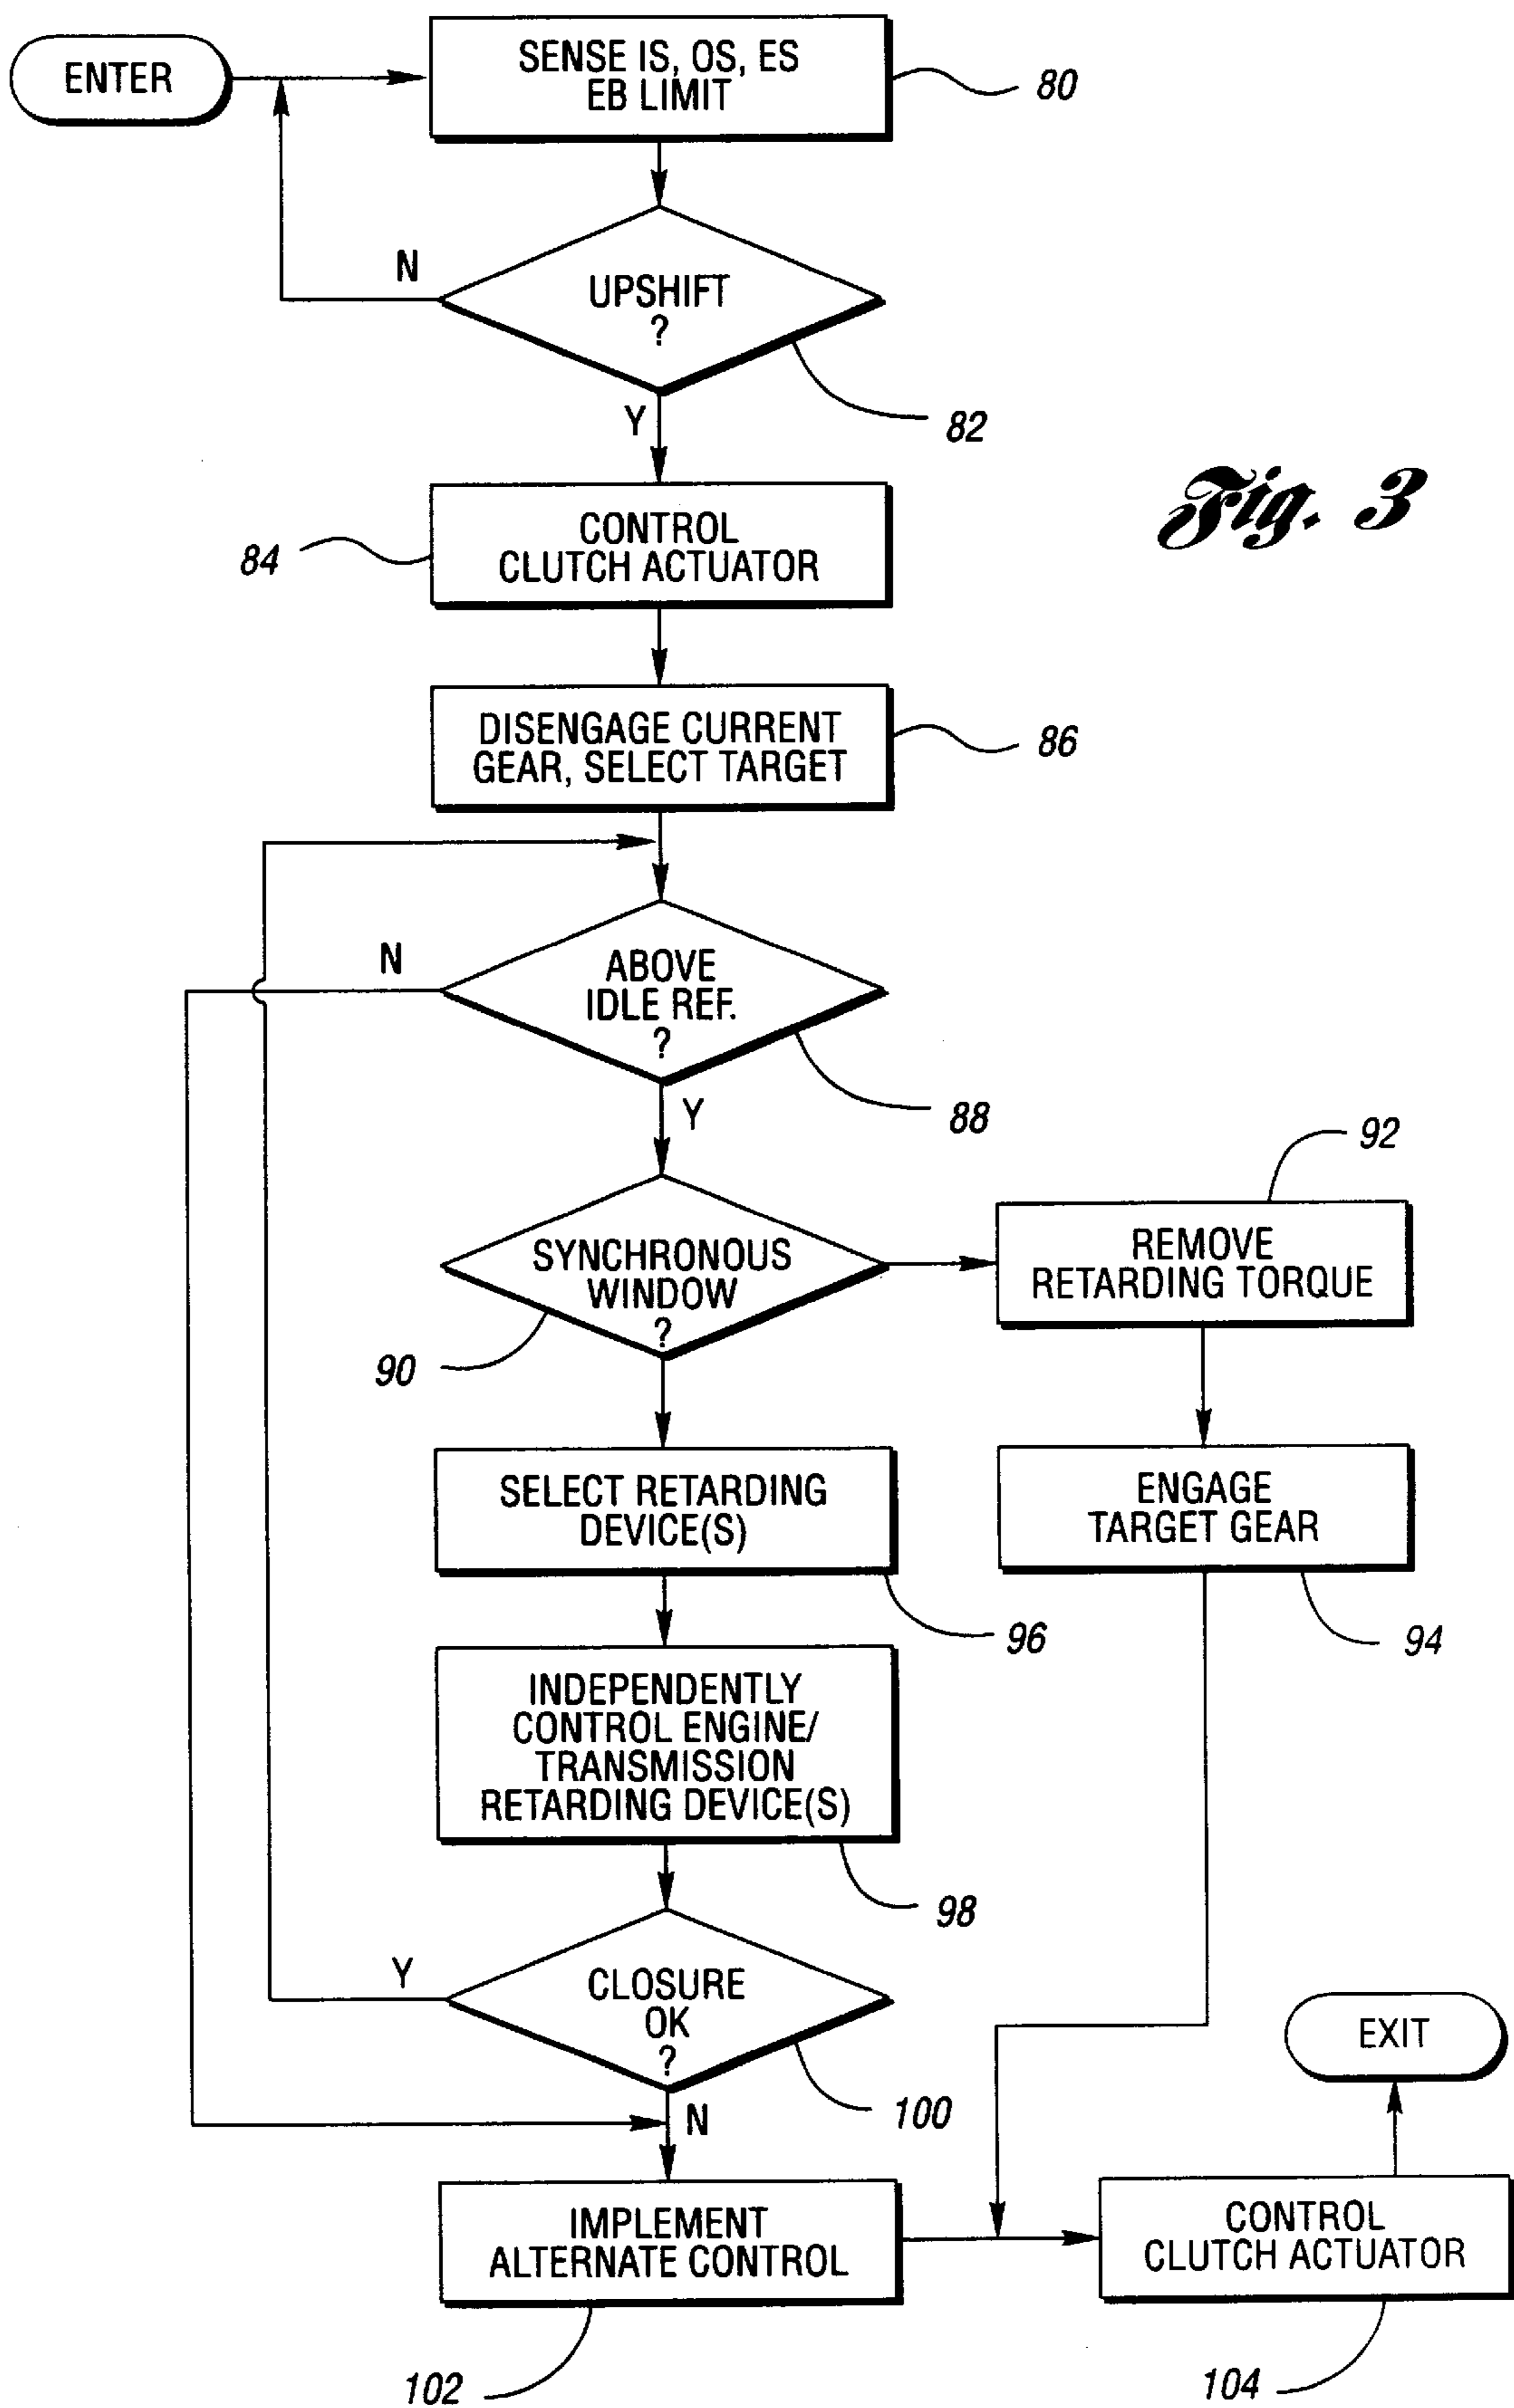 ENTER
SENSE IS, OS, ES
EB LIMIT
80
N
UPSHIFT
?
82
Y
Fig. 3
CONTROL
CLUTCH ACTUATOR
84
DISENGAGE CURRENT
GEAR, SELECT TARGET
86
N
ABOVE
IDLE REF.
?
88
Y
92
SYNCHRONOUS
WINDOW
?
90
REMOVE
RETARDING TORQUE
SELECT RETARDING
DEVICE(S)
96
ENGAGE
TARGET GEAR
94
INDEPENDENTLY
CONTROL ENGINE/
TRANSMISSION
RETARDING DEVICE(S)
98
Y
CLOSURE
OK
?
100
N
EXIT
IMPLEMENT
ALTERNATE CONTROL
102
CONTROL
CLUTCH ACTUATOR
104